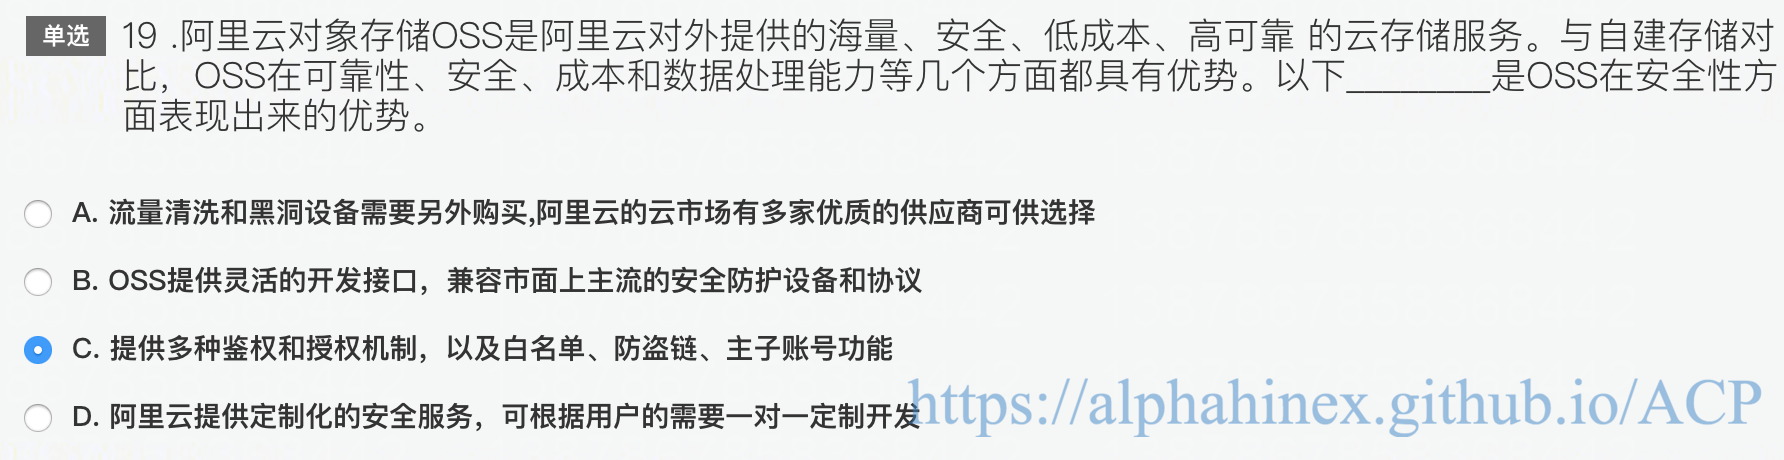 单选 19 .阿里云对象存储OSS是阿里云对外提供的海量、安全、低成本、高可靠 的云存储服务。与自建存储对
比，OSS在可靠性、安全、成本和数据处理能力等几个方面都具有优势。以下________是OSS在安全性方
面表现出来的优势。
A. 流量清洗和黑洞设备需要另外购买,阿里云的云市场有多家优质的供应商可供选择
B. OSS提供灵活的开发接口，兼容市面上主流的安全防护设备和协议
C. 提供多种鉴权和授权机制，以及白名单、防盗链、主子账号功能
D. 阿里云提供定制化的安全服务，可根据用户的需要一对一定制开发
https://alphahinex.github.io/ACP